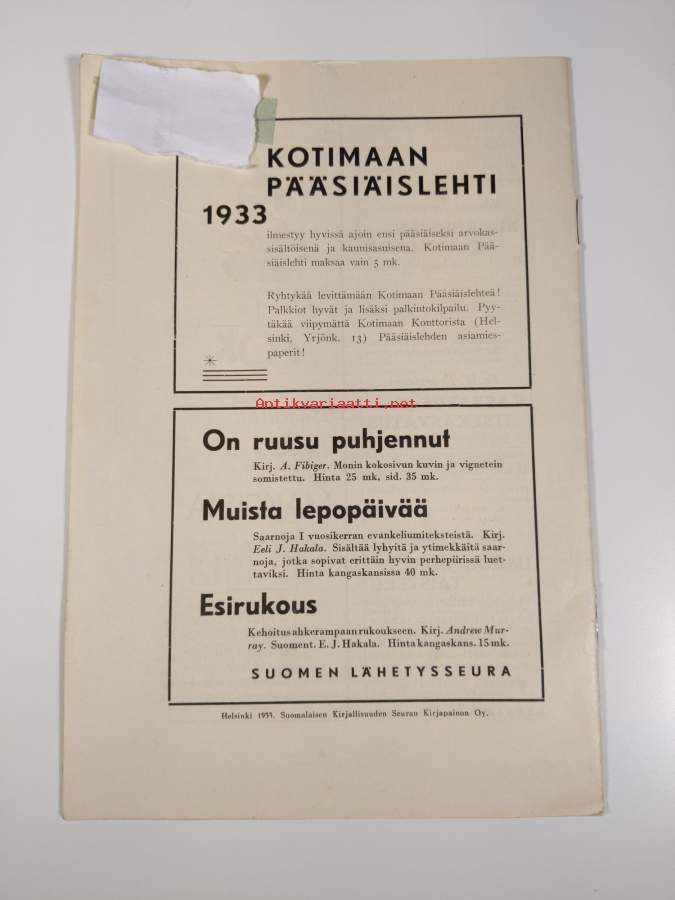 KOTIMAAN
PÄÄSIÄISLEHTI
1933
ilmestyy hyvissä ajoin ensi pääsiäiseksi arvokas-
sisältöisenä ja kaunisasuisena. Kotimaan Pää-
siäislehti maksaa vain 5 mk.
Ryhtykää levittämään Kotimaan Pääsiäislehteä!
Palkkiot hyvät ja lisäksi palkintokilpailu. Pyy-
täkää viipymättä Kotimaan Konttorista (Hel-
sinki, Yrjönk. 13) Pääsiäislehden asiamies-
paperit!
Antikvariaatti.net
On ruusu puhjennut
Kirj. A. Fibiger. Monin kokosivun kuvin ja vignetein
somistettu. Hinta 25 mk, sid. 35 mk.
Muista lepopäivää
Saarnoja I vuosikerran evankeliumiteksteistä. Kirj.
Eeli J. Hakala. Sisältää lyhyitä ja ytimekkäitä saar-
noja, jotka sopivat erittäin hyvin perhepiirissä luet-
taviksi. Hinta kangaskansissa 40 mk.
Esirukous
Kehoitus ahkerampaan rukoukseen. Kirj. Andrew Mur-
ray. Suoment. E. J. Hakala. Hinta kangaskans. 15 mk.
SUOMEN LÄHETYSSEURA
Helsinki 1933. Suomalaisen Kirjallisuuden Seuran Kirjapainon Oy.